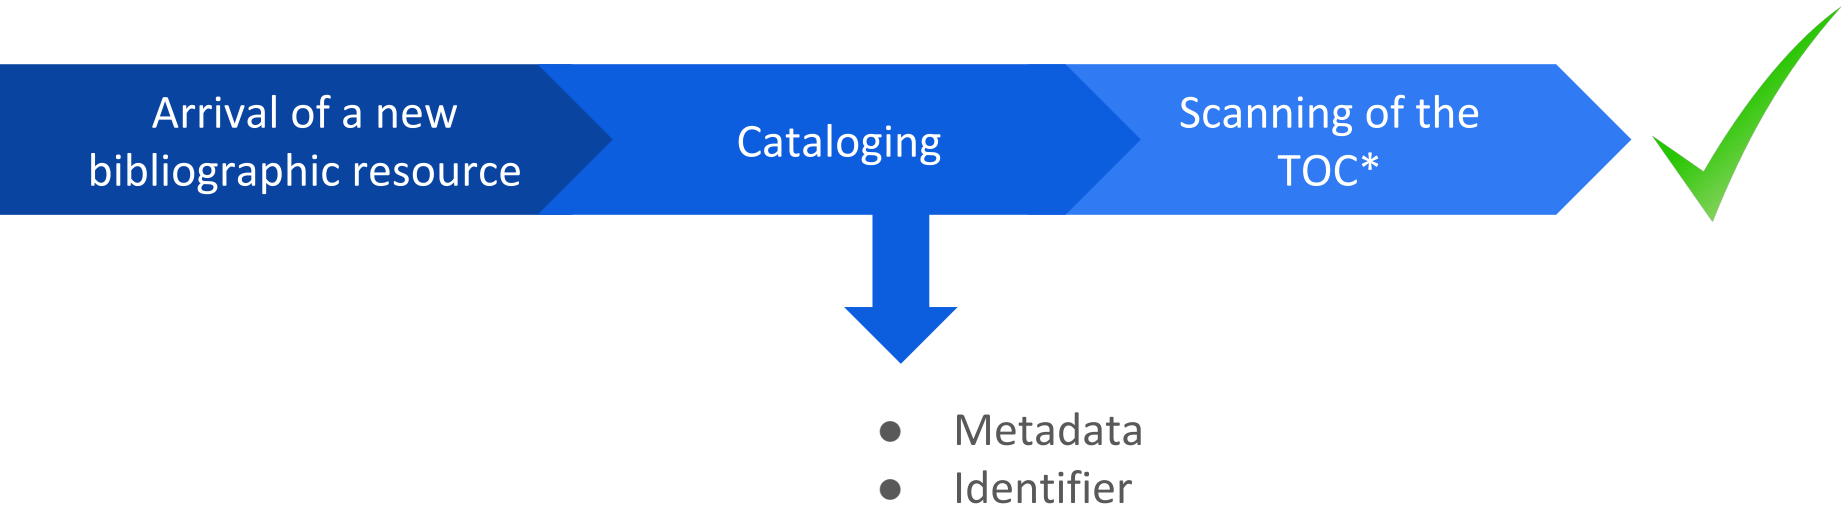 Arrival of a new
bibliographic resource
Cataloging
Scanning of the
TOC*
● Metadata
● Identifier